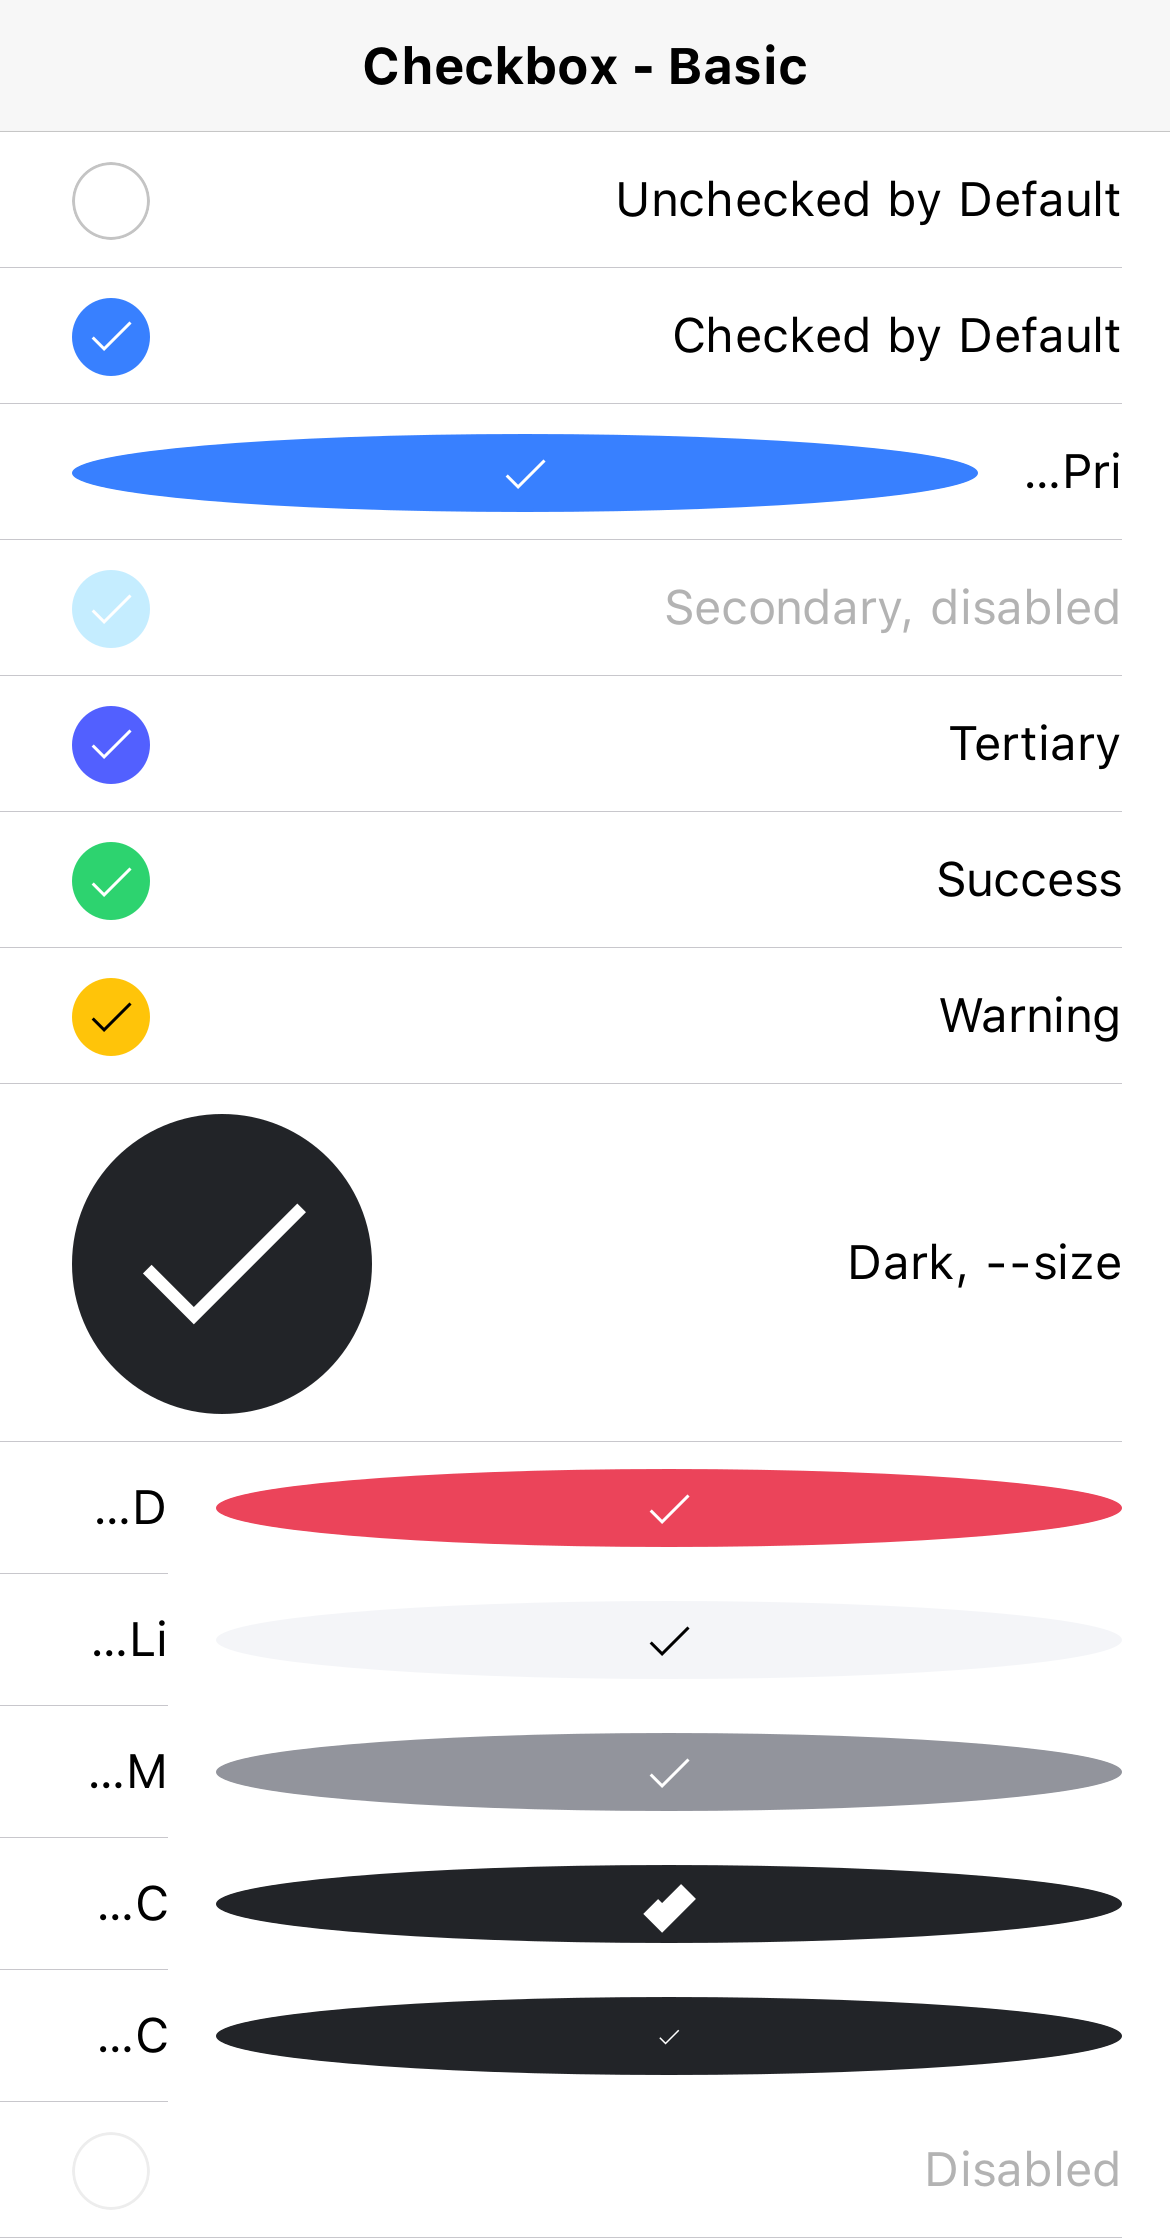 Checkbox - Basic
Unchecked by Default
Checked by Default
...Pri
Secondary, disabled
Tertiary
Success
Warning
Dark, --size
...D
...Li
...M
...C
...C
Disabled